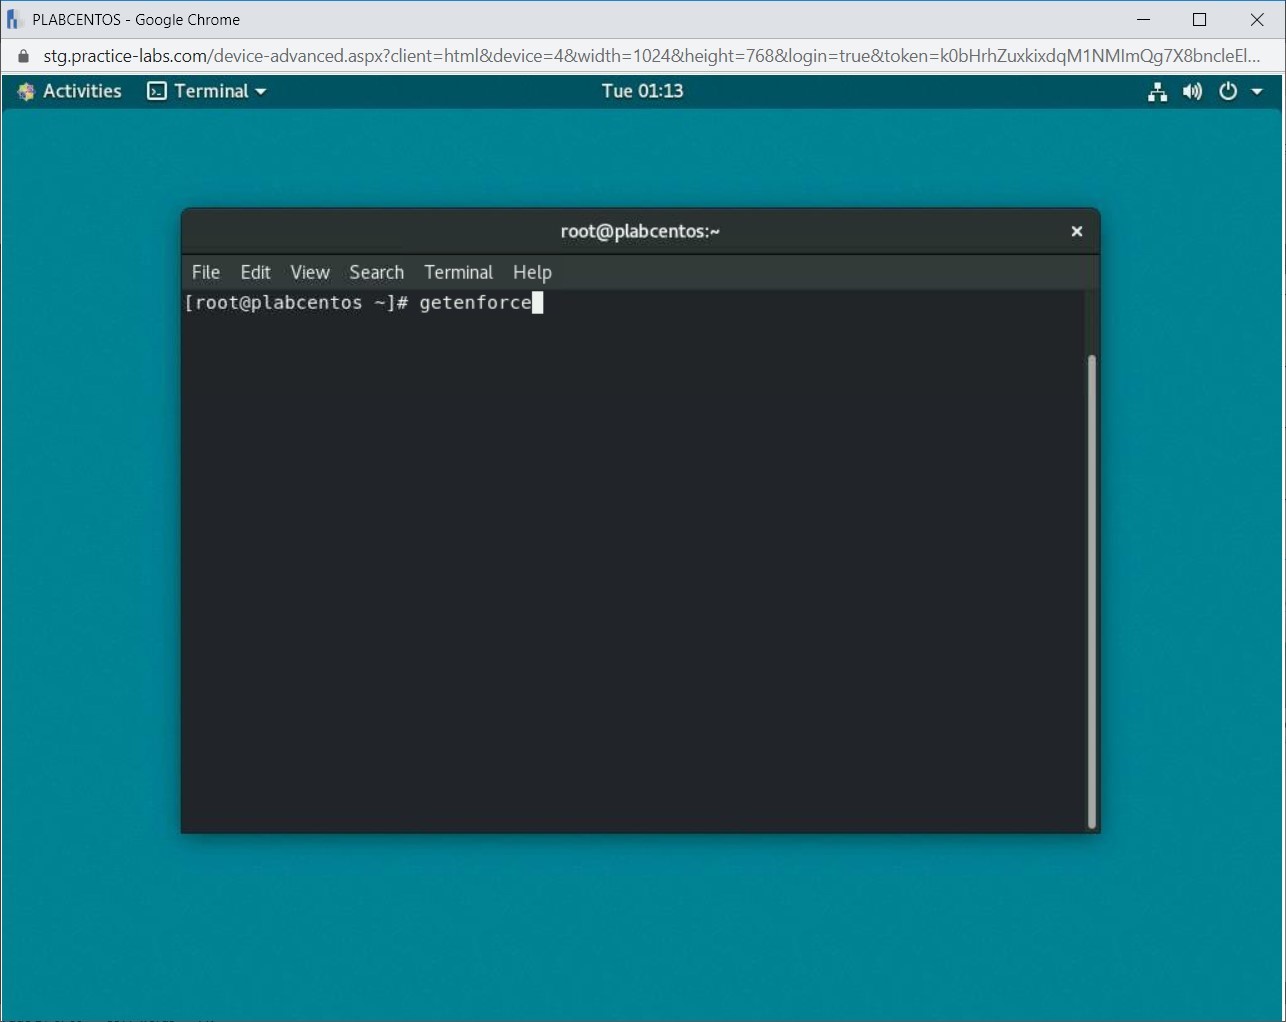 PLABCENTOS - Google Chrome
stg.practice-labs.com/device-advanced.aspx?client=html&device=4&width=1024&height=768&login=true&token=k0bHrhZuxkixdqM1NMImQg7X8bncleEl...
Activities Terminal Tue 01:13
root@plabcentos:~
File Edit View Search Terminal Help
[root@plabcentos ~]# getenforce